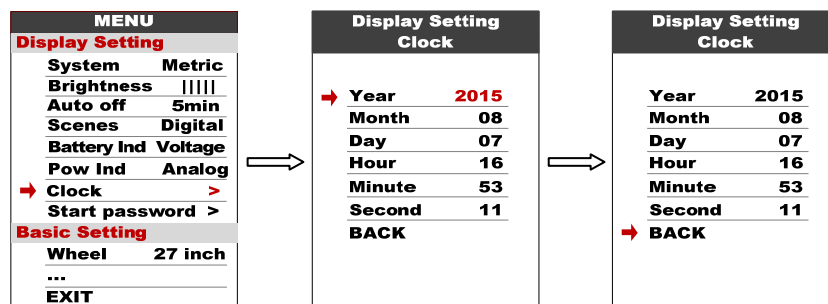 MENU
Display Setting
System Metric
Brightness |||||
Auto off 5min
Scenes Digital
Battery Ind Voltage
Pow Ind Analog
Clock >
Start password >
Basic Setting
Wheel 27 inch
...
EXIT
Display Setting
Clock
Year 2015
Month 08
Day 07
Hour 16
Minute 53
Second 11
BACK
Display Setting
Clock
Year 2015
Month 08
Day 07
Hour 16
Minute 53
Second 11
BACK